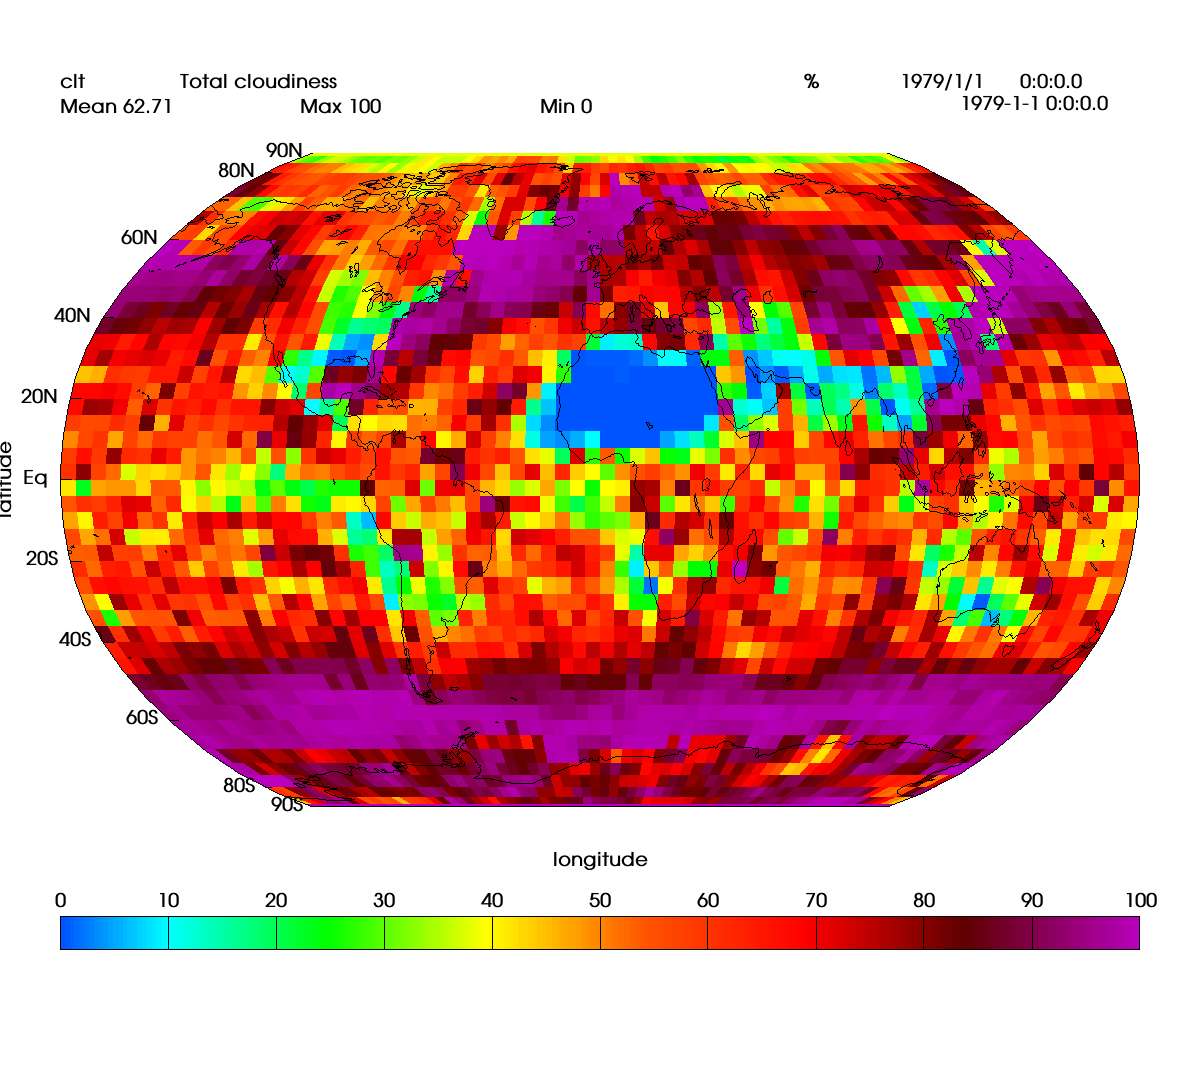 clt Total cloudiness % 1979/1/1 0:0:0.0
Mean 62.71 Max 100 Min 0 1979-1-1 0:0:0.0
90N
80N
60N
40N
20N
Eq
20S
40S
60S
80S
90S
latitude
longitude
0 10 20 30 40 50 60 70 80 90 100